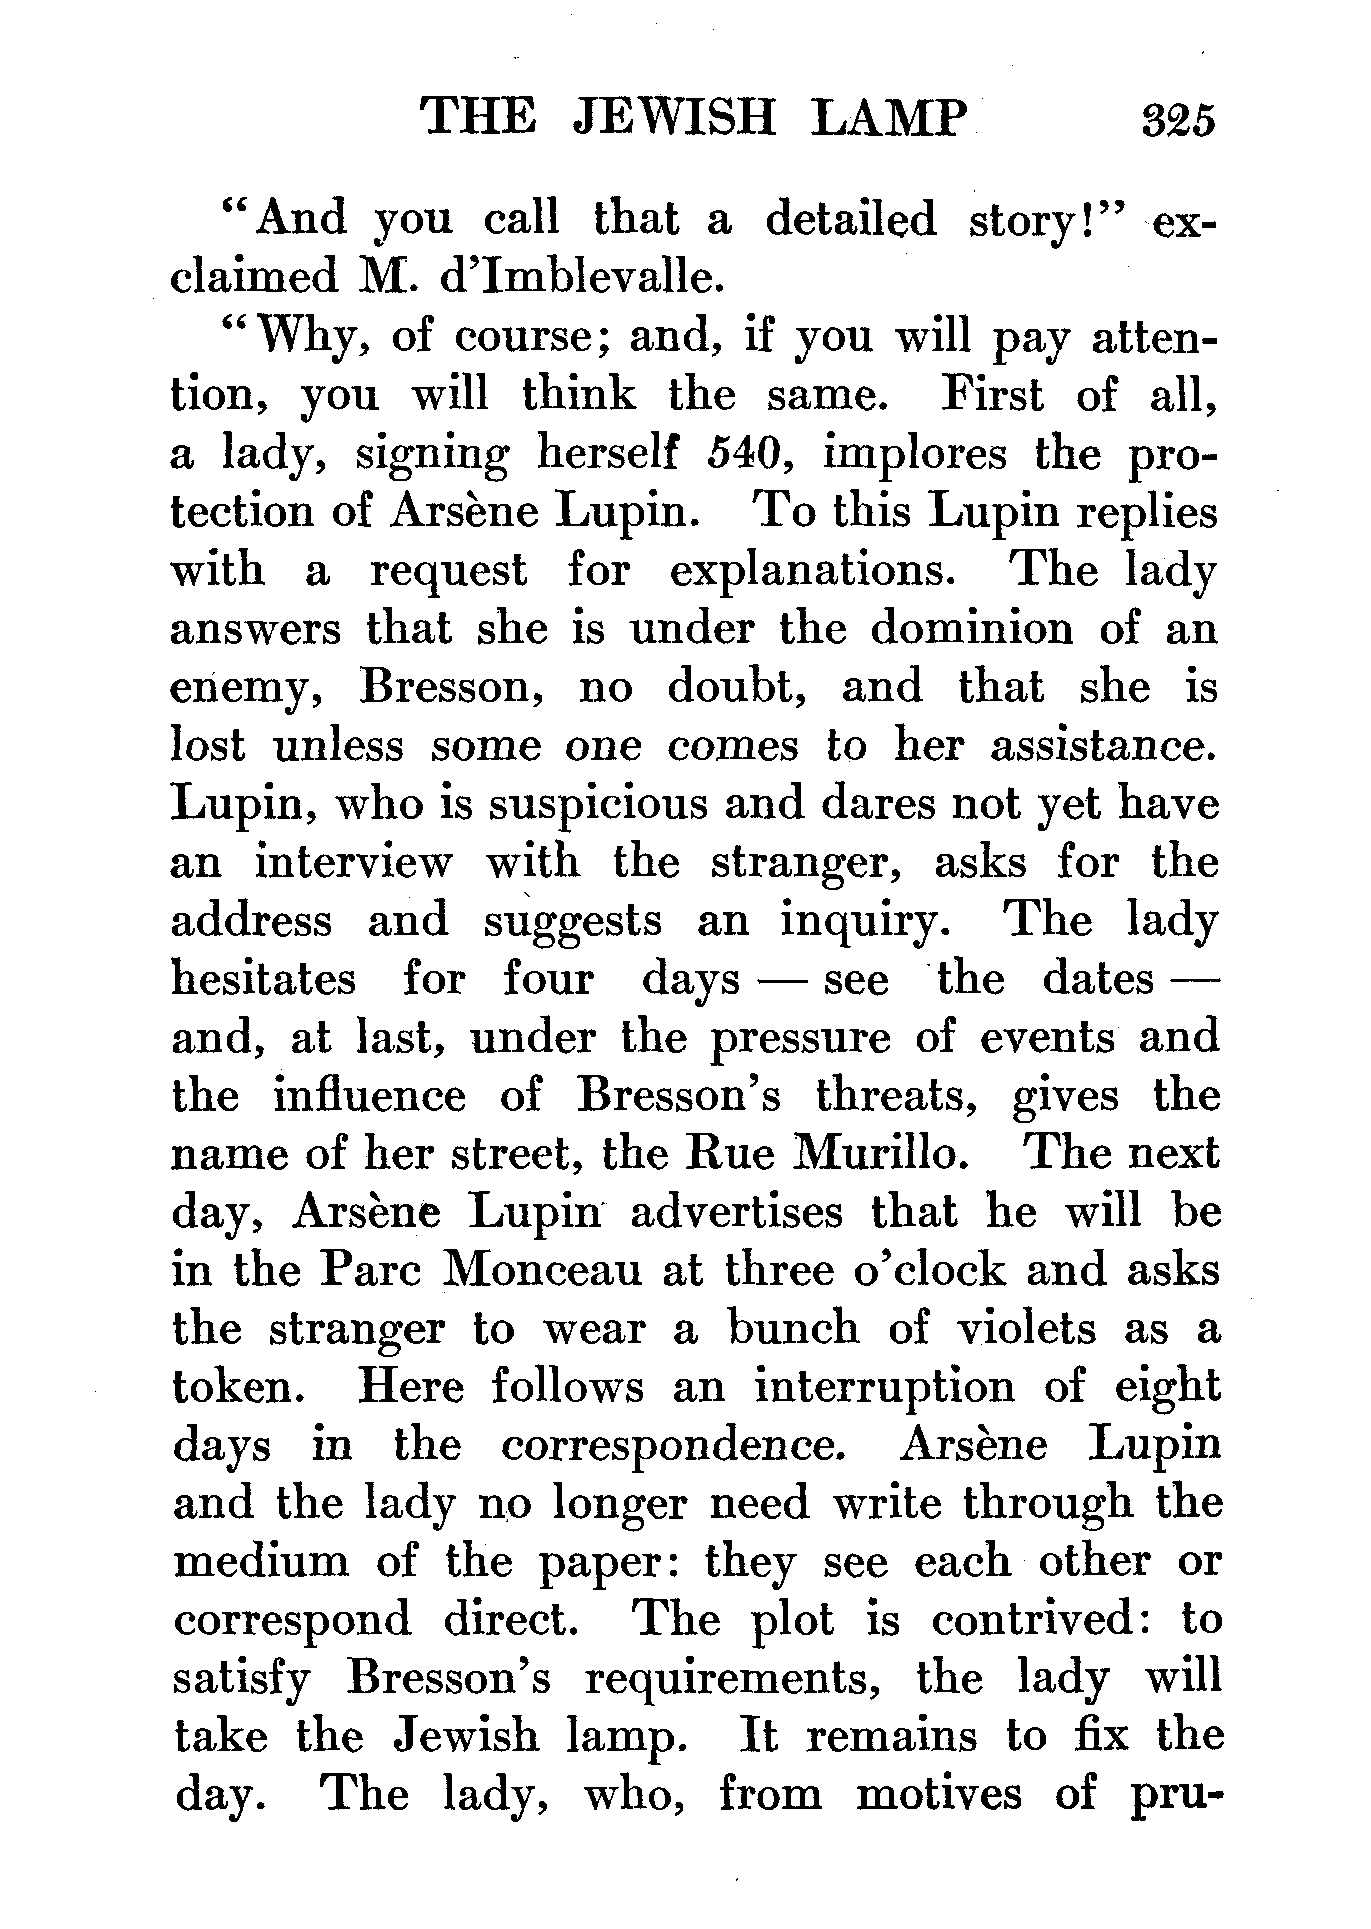 THE JEWISH LAMP 325
“And you call that a detailed story!” ex-
claimed M. d’Imblevalle.
“Why, of course; and, if you will pay atten-
tion, you will think the same. First of all,
a lady, signing herself 540, implores the pro-
tection of Arsène Lupin. To this Lupin replies
with a request for explanations. The lady
answers that she is under the dominion of an
enemy, Bresson, no doubt, and that she is
lost unless some one comes to her assistance.
Lupin, who is suspicious and dares not yet have
an interview with the stranger, asks for the
address and suggests an inquiry. The lady
hesitates for four days — see the dates —
and, at last, under the pressure of events and
the influence of Bresson’s threats, gives the
name of her street, the Rue Murillo. The next
day, Arsène Lupin advertises that he will be
in the Parc Monceau at three o’clock and asks
the stranger to wear a bunch of violets as a
token. Here follows an interruption of eight
days in the correspondence. Arsène Lupin
and the lady no longer need write through the
medium of the paper: they see each other or
correspond direct. The plot is contrived: to
satisfy Bresson’s requirements, the lady will
take the Jewish lamp. It remains to fix the
day. The lady, who, from motives of pru-